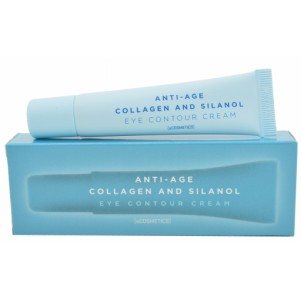 ANTI-AGE
COLLAGEN AND SILANOL
EYE CONTOUR CREAM
ANTI-AGE
COLLAGEN AND SILANOL
EYE CONTOUR CREAM